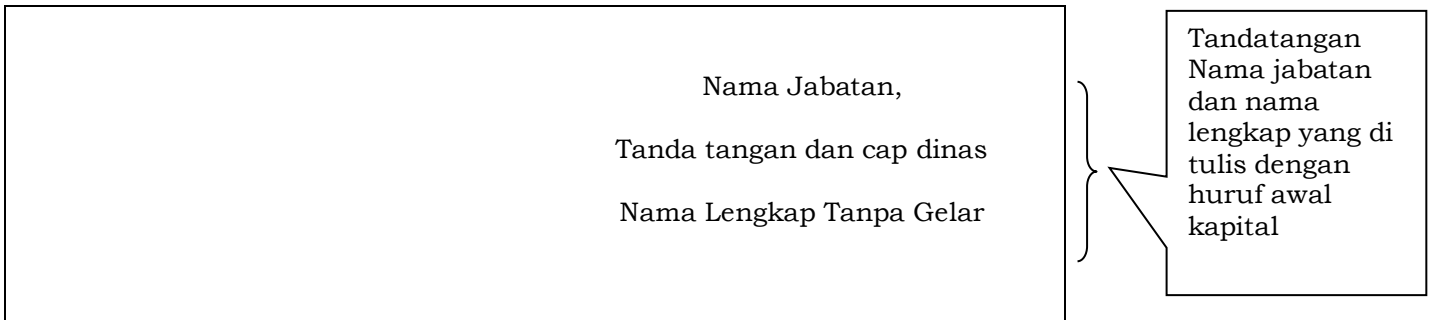 Nama Jabatan,
Tanda tangan dan cap dinas
Nama Lengkap Tanpa Gelar
Tandatangan
Nama jabatan
dan nama
lengkap yang di
tulis dengan
huruf awal
kapital